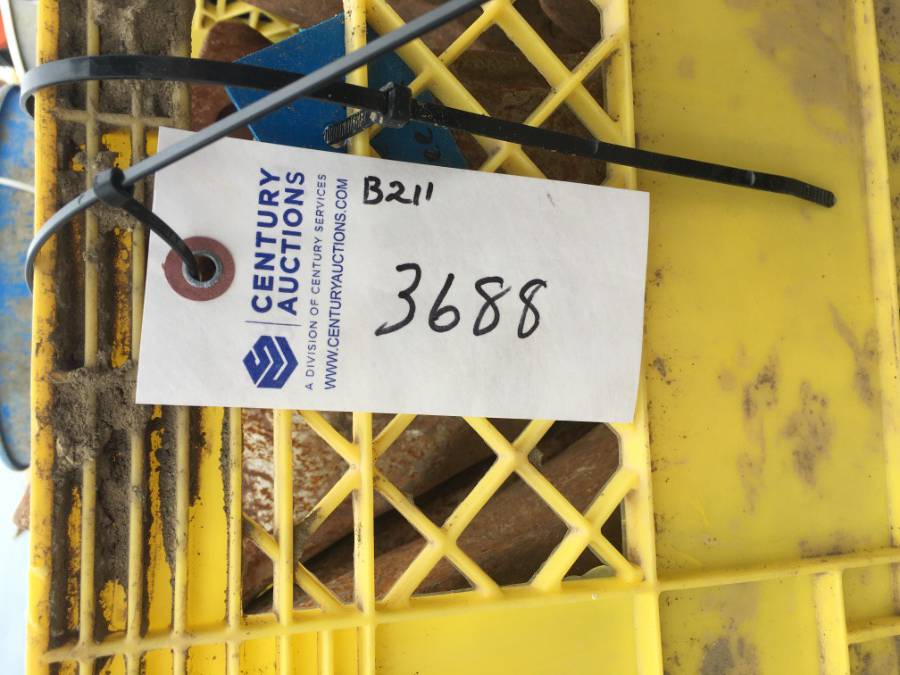 CENTURY
AUCTIONS
A DIVISION OF CENTURY SERVICES
WWW.CENTURYAUCTIONS.COM
B211
3688